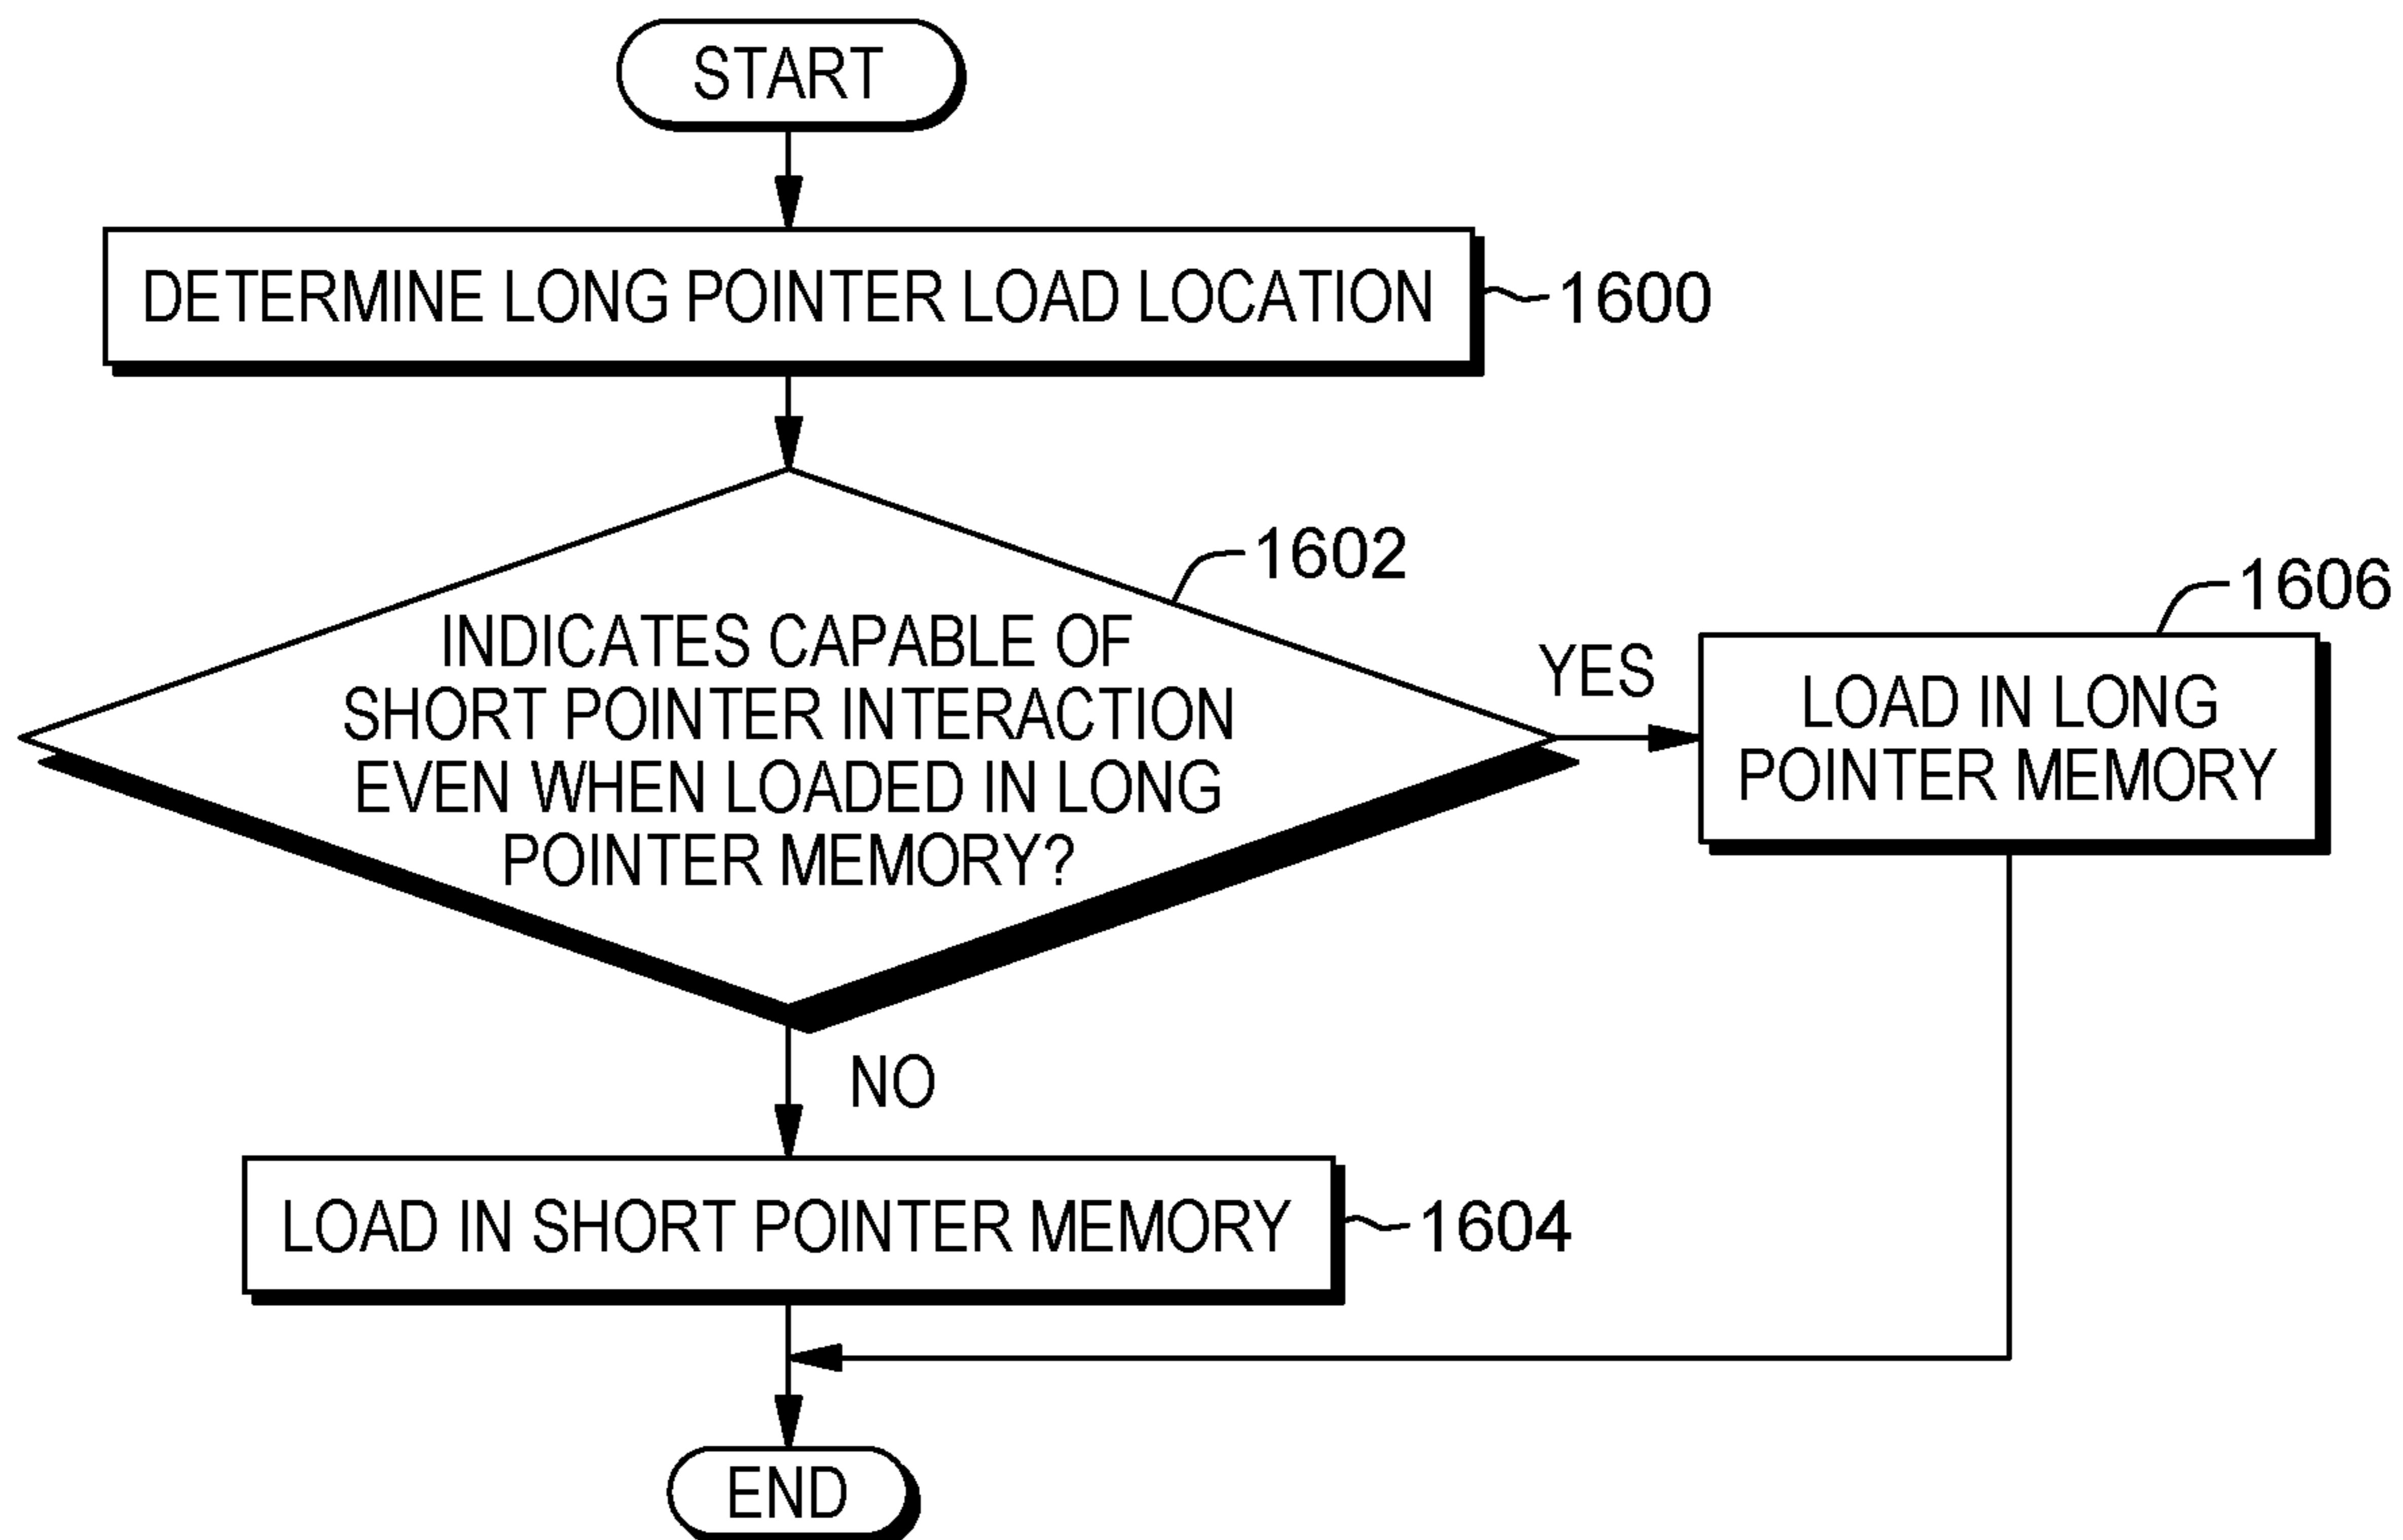 START
DETERMINE LONG POINTER LOAD LOCATION
1600
1602
INDICATES CAPABLE OF
SHORT POINTER INTERACTION
EVEN WHEN LOADED IN LONG
POINTER MEMORY?
YES
1606
LOAD IN LONG
POINTER MEMORY
NO
LOAD IN SHORT POINTER MEMORY
1604
END